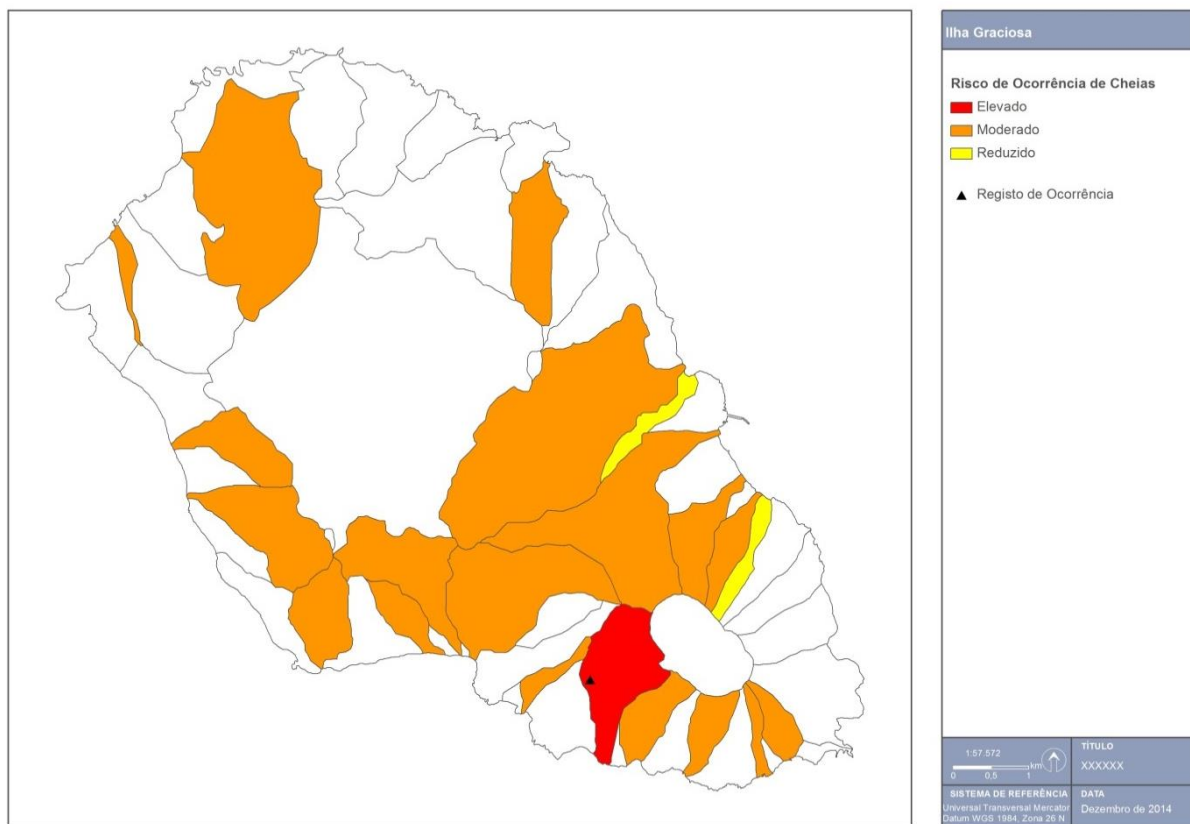 Ilha Graciosa
Risco de Ocorrência de Cheias
Elevado
Moderado
Reduzido
Registo de Ocorrência
1:57.572
km
0 0,5 1
TÍTULO
XXXXXX
SISTEMA DE REFERÊNCIA
Universal Transversal Mercator
Datum WGS 1984, Zona 26 N
DATA
Dezembro de 2014